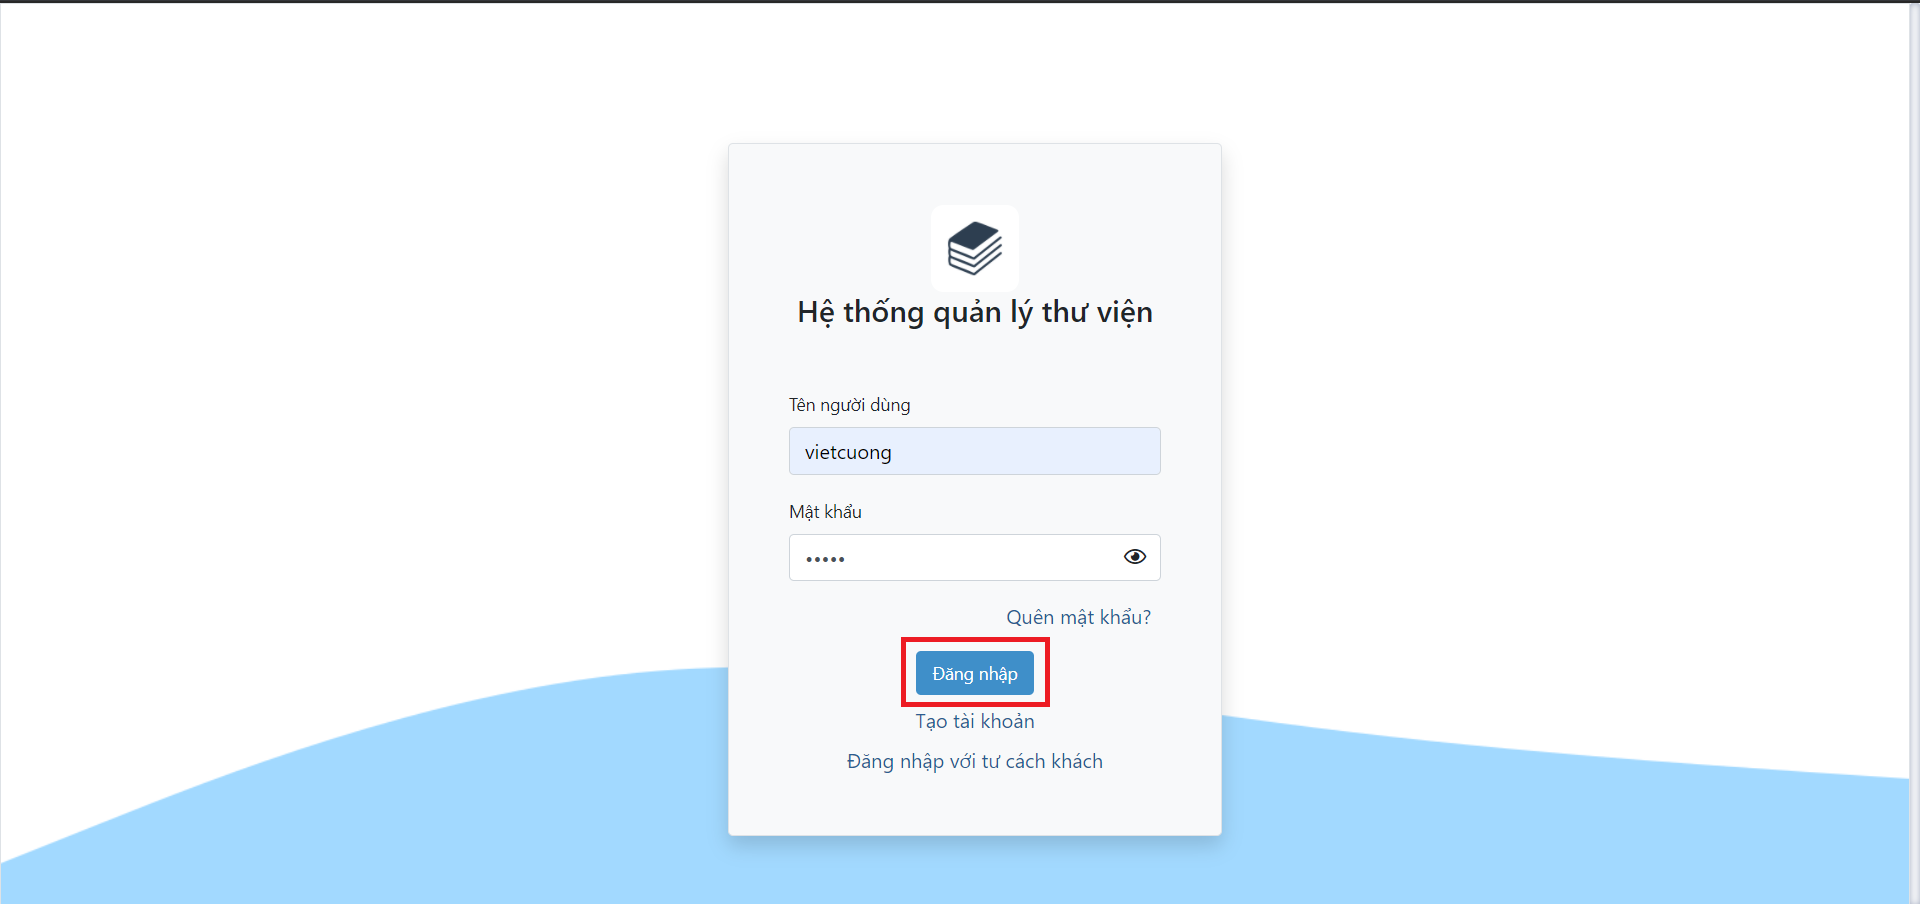 Hệ thống quản lý thư viện
Tên người dùng
vietcuong
Mật khẩu
•••••
Quên mật khẩu?
Đăng nhập
Tạo tài khoản
Đăng nhập với tư cách khách